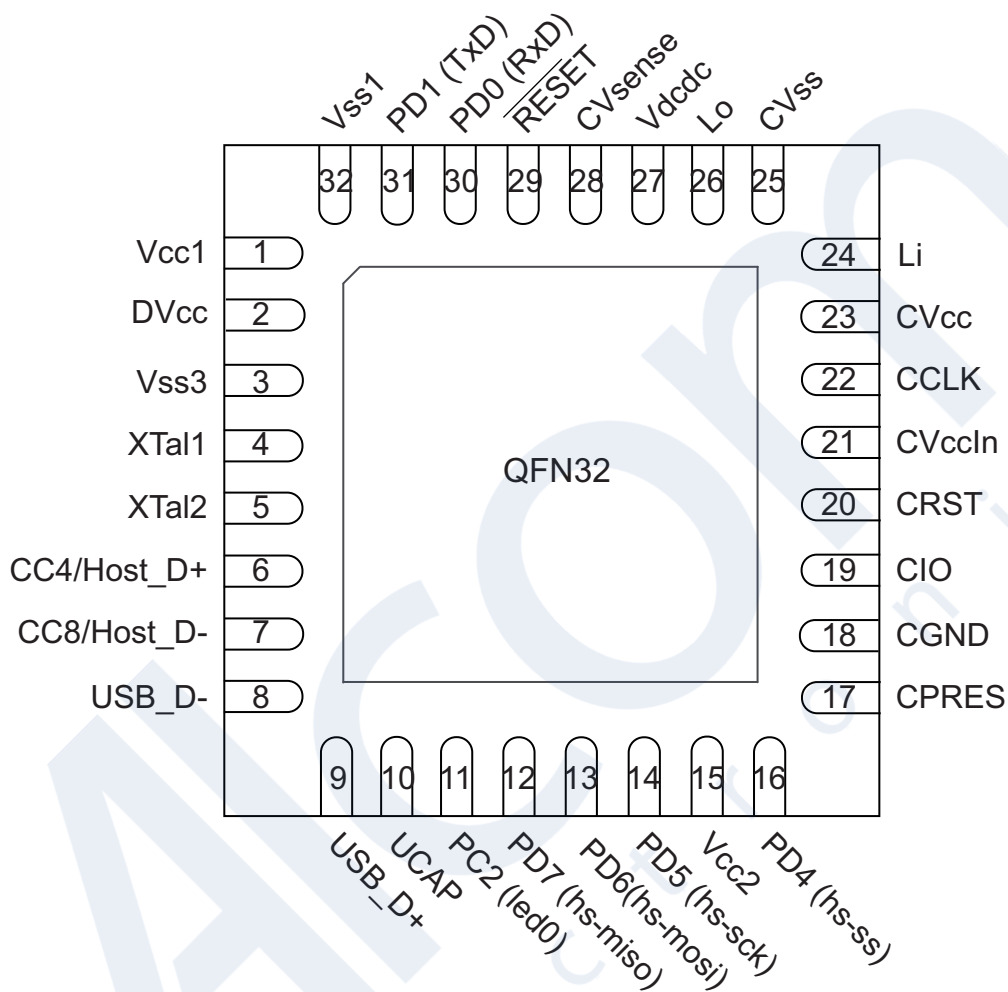 Vss1
PD1 (TxD)
PD0 (RxD)
RESET
CVsense
Vdcdc
Lo
CVss
32 31 30 29 28 27 26 25
Vcc1 1
DVcc 2
Vss3 3
XTal1 4
XTal2 5
CC4/Host_D+ 6
CC8/Host_D- 7
USB_D- 8
QFN32
24 Li
23 CVcc
22 CCLK
21 CVccIn
20 CRST
19 CIO
18 CGND
17 CPRES
9 10 11 12 13 14 15 16
USB_D+
UCAP
PC2 (led0)
PD7 (hs-miso)
PD6(hs-mosi)
PD5 (hs-sck)
Vcc2
PD4 (hs-ss)
Alcom